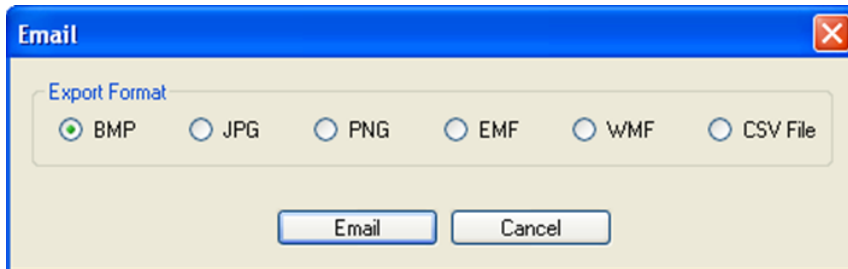 Email
Export Format
BMP JPG PNG EMF WMF CSV File
Email Cancel